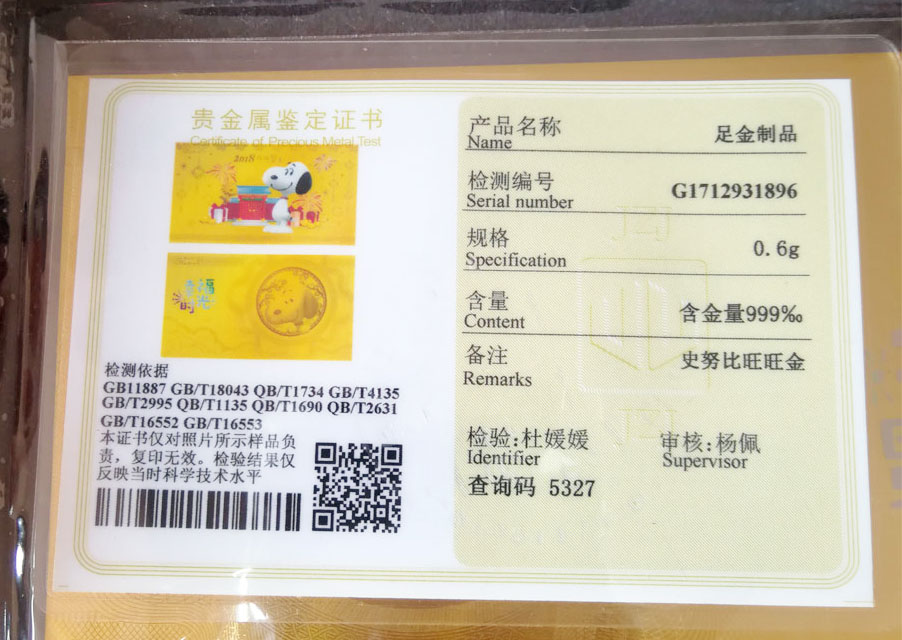 贵金属鉴定证书
Certificate of Precious Metal Test
2018
幸福
时光
检测依据
GB11887 GB/T18043 QB/T1734 GB/T4135
GB/T2995 QB/T1135 QB/T1690 QB/T2631
GB/T16552 GB/T16553
本证书仅对照片所示样品负
责，复印无效。检验结果仅
反映当时科学技术水平
产品名称 足金制品
Name
检测编号 G1712931896
Serial number
规格 0.6g
Specification
含量 含金量999‰
Content
备注 史努比旺旺金
Remarks
检验:杜媛媛 审核:杨佩
Identifier Supervisor
查询码 5327